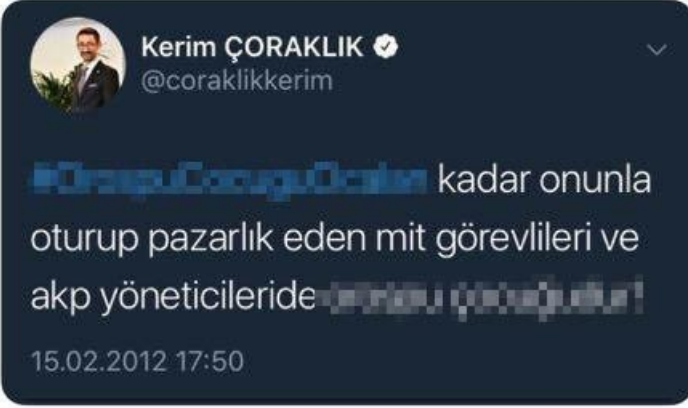 Kerim ÇORAKLIK
@coraklikkerim
kadar onunla
oturup pazarlık eden mit görevlileri ve
akp yöneticileride
15.02.2012 17:50